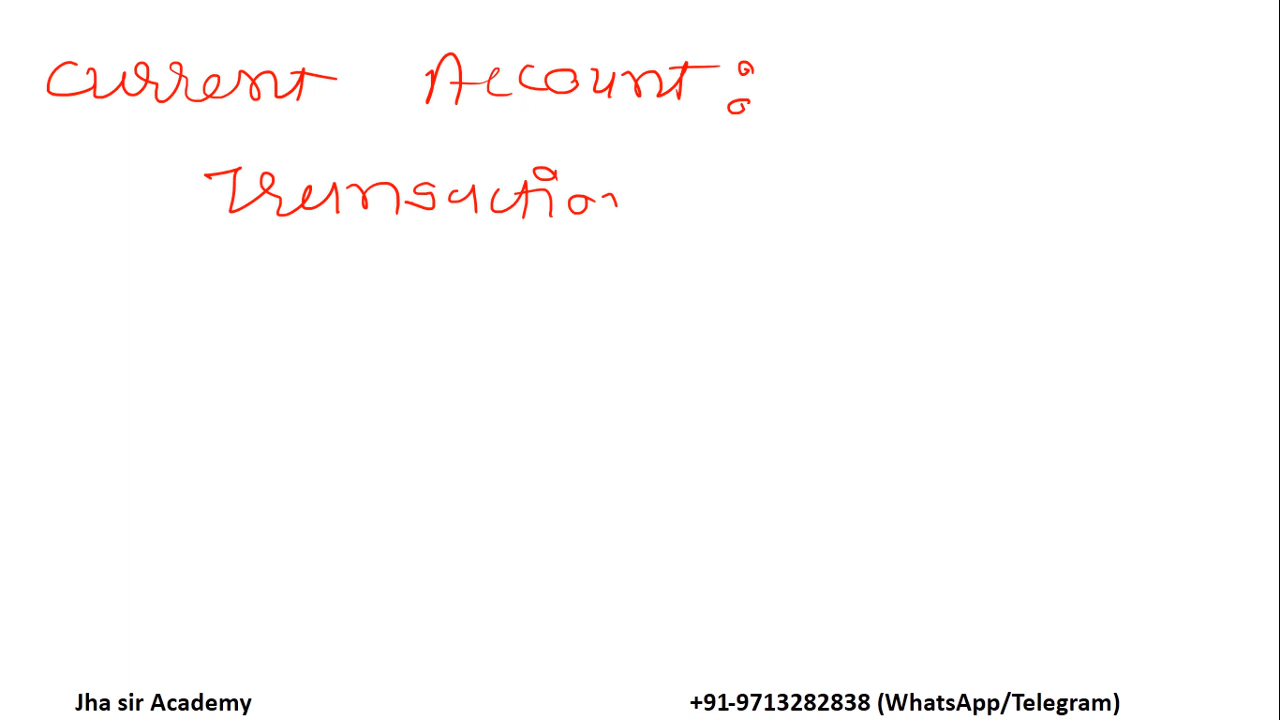 Current Account:
Transaction
Jha sir Academy
+91-9713282838 (WhatsApp/Telegram)